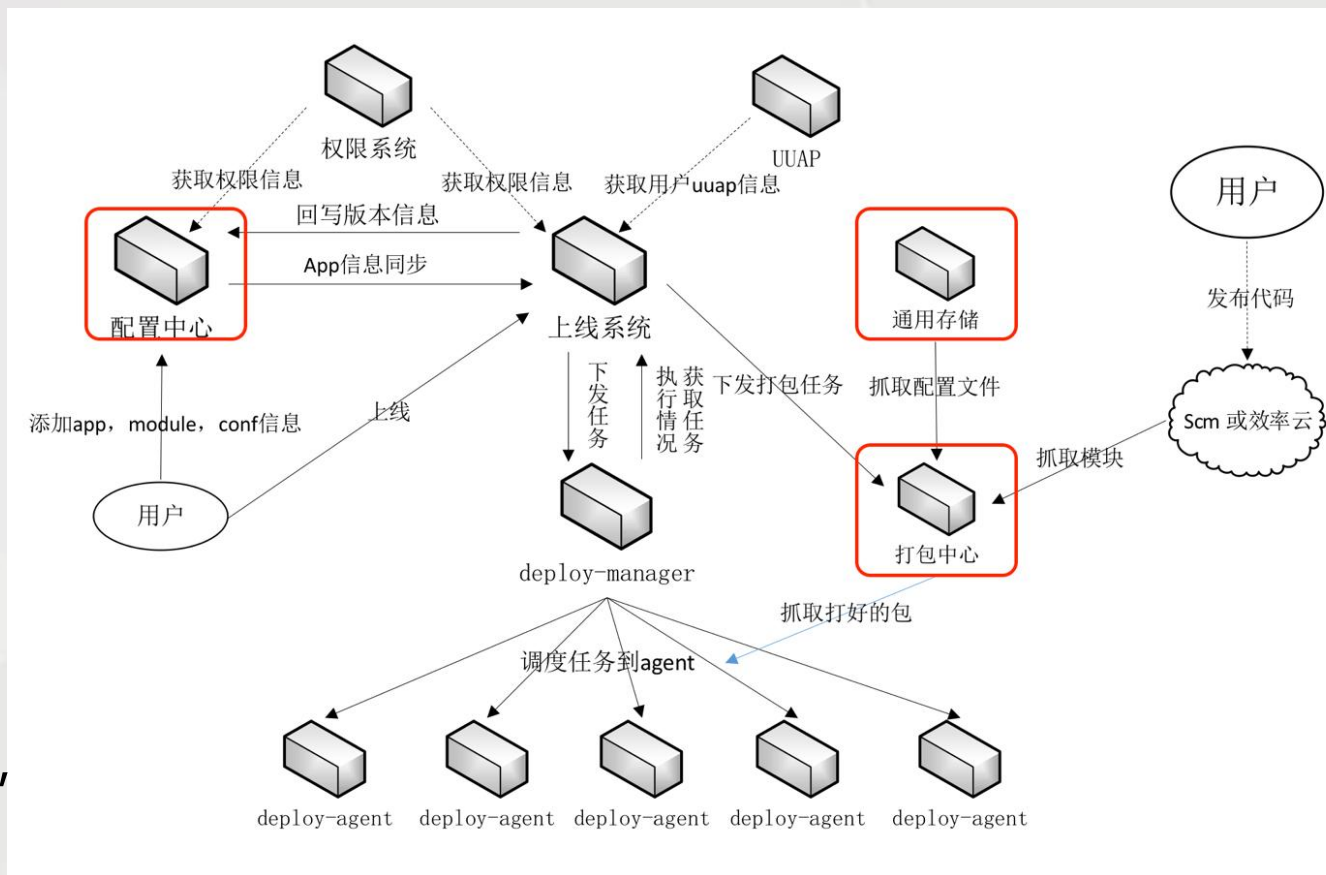 权限系统
UUAP
获取权限信息
获取权限信息
获取用户uuap信息
用户
回写版本信息
App信息同步
发布代码
配置中心
上线系统
通用存储
下发任务
获取任务
执行情况
下发打包任务
抓取配置文件
添加app，module，conf信息
上线
Scm 或效率云
抓取模块
用户
打包中心
deploy-manager
抓取打好的包
调度任务到agent
deploy-agent
deploy-agent
deploy-agent
deploy-agent
deploy-agent